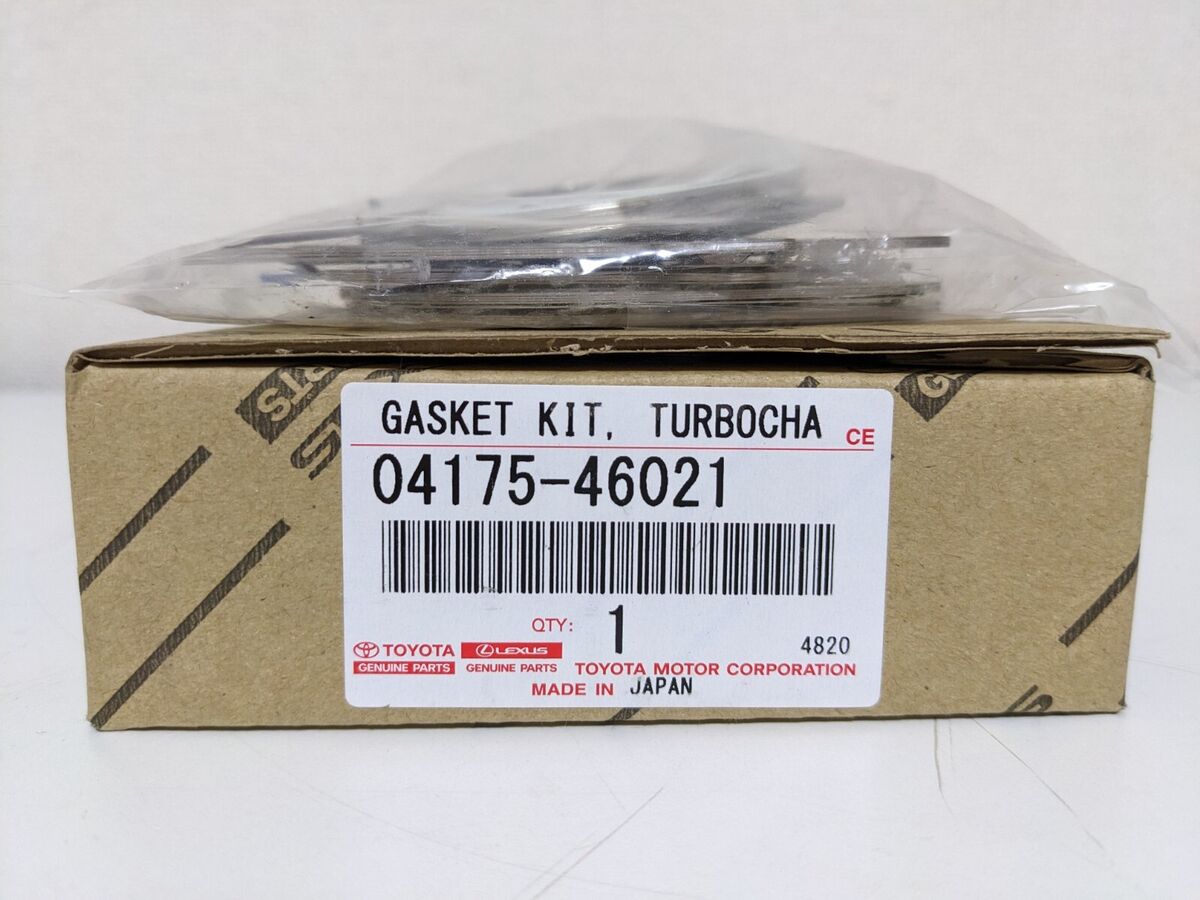 GASKET KIT, TURBOCHA
CE
04175-46021
QTY: 1
4820
TOYOTA
GENUINE PARTS
LEXUS
GENUINE PARTS
TOYOTA MOTOR CORPORATION
MADE IN JAPAN